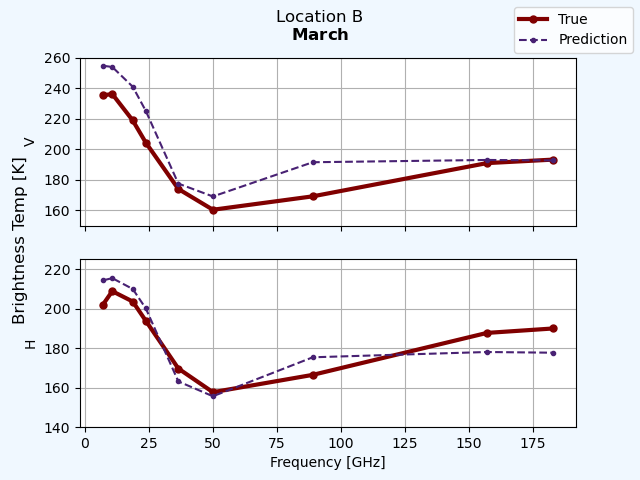 Location B
March
True
Prediction
260
240
220
200
180
160
V
Brightness Temp [K]
220
200
180
160
140
H
0
25
50
75
100
125
150
175
Frequency [GHz]